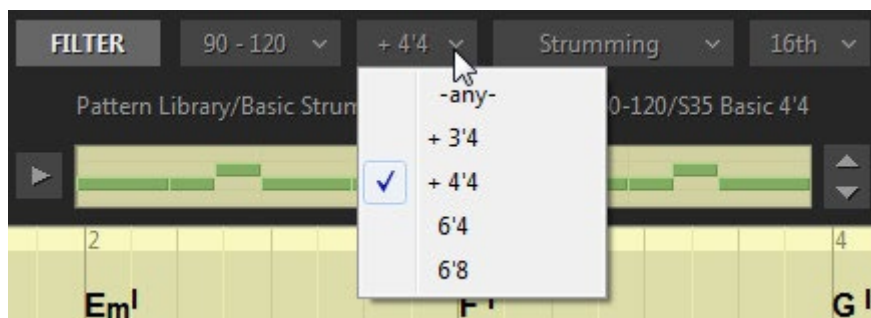 FILTER 90 - 120 + 4'4 Strumming 16th
-any-
Pattern Library/Basic Strum 0-120/S35 Basic 4'4
+ 3'4
+ 4'4
6'4
6'8
2 4
Em I G I